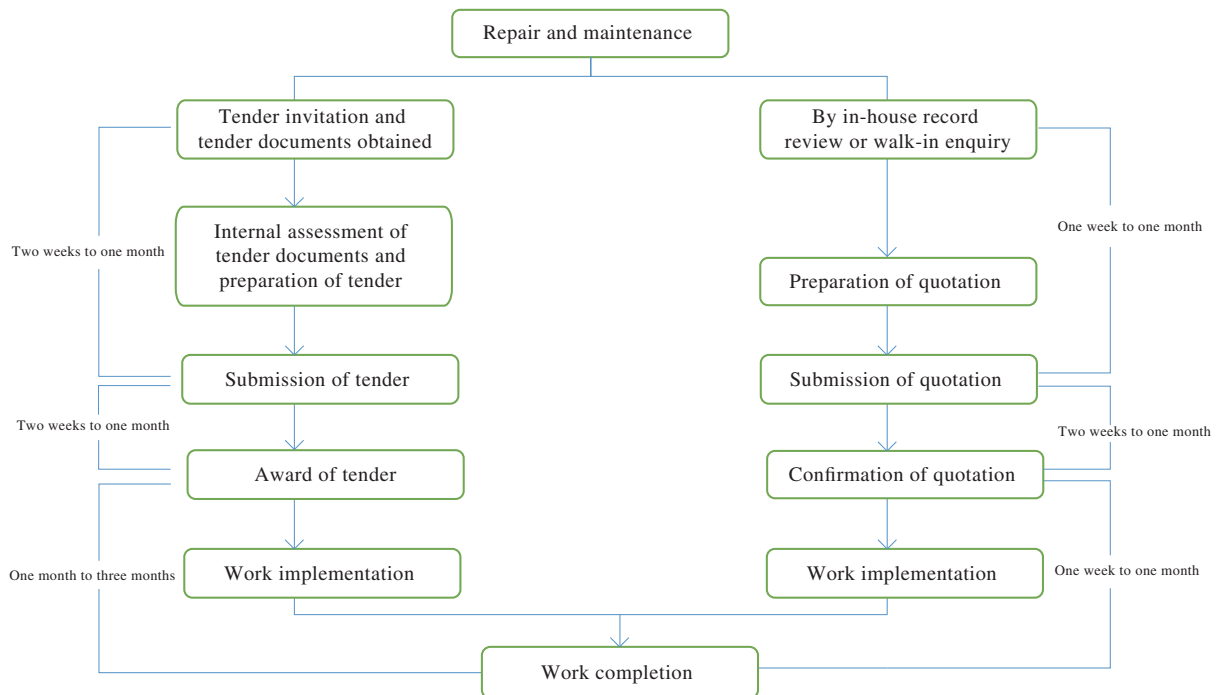 Repair and maintenance
Tender invitation and
tender documents obtained
By in-house record
review or walk-in enquiry
Internal assessment of
tender documents and
preparation of tender
Two weeks to one month
One week to one month
Preparation of quotation
Submission of tender
Submission of quotation
Two weeks to one month
Two weeks to one month
Award of tender
Confirmation of quotation
One month to three months
Work implementation
Work implementation
One week to one month
Work completion